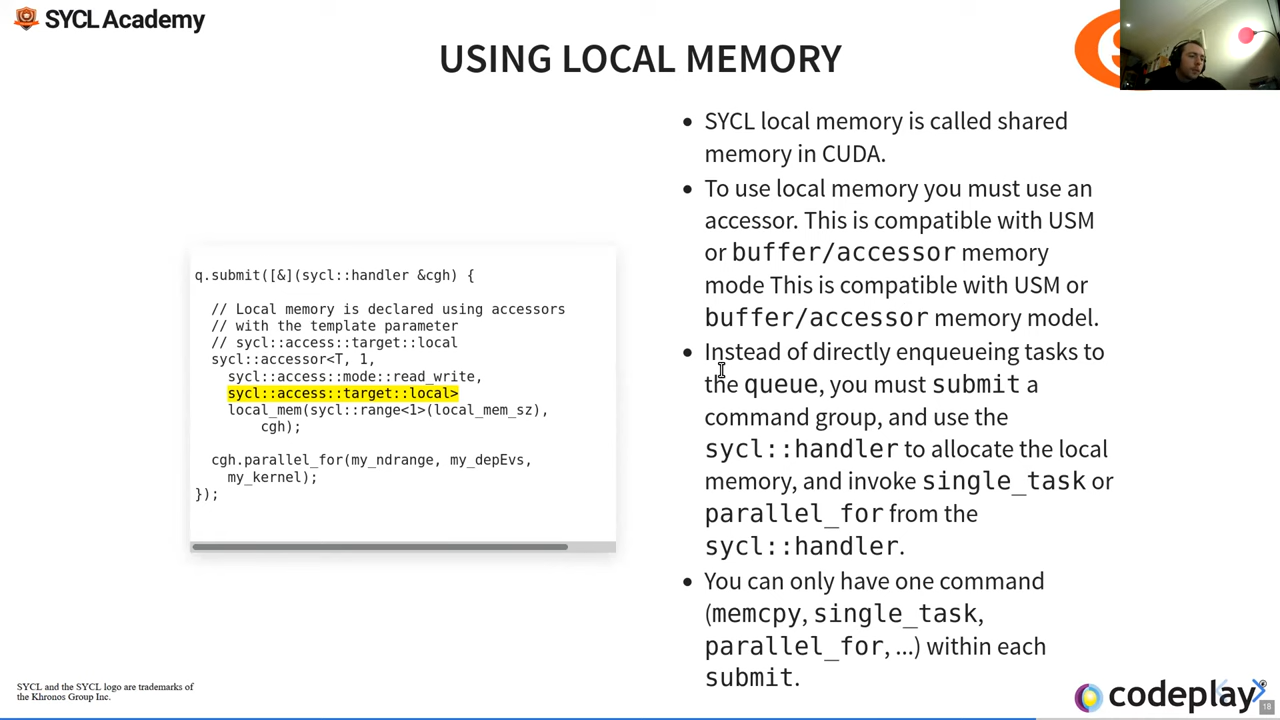 SYCL Academy
USING LOCAL MEMORY
q.submit([&](sycl::handler &cgh) {
// Local memory is declared using accessors
// with the template parameter
// sycl::access::target::local
sycl::accessor<T, 1,
sycl::access::mode::read_write,
sycl::access::target::local>
local_mem(sycl::range<1>(local_mem_sz),
cgh);
cgh.parallel_for(my_ndrange, my_depEvs,
my_kernel);
});
• SYCL local memory is called shared
memory in CUDA.
• To use local memory you must use an
accessor. This is compatible with USM
or buffer/accessor memory
mode This is compatible with USM or
buffer/accessor memory model.
• Instead of directly enqueueing tasks to
the queue, you must submit a
command group, and use the
sycl::handler to allocate the local
memory, and invoke single_task or
parallel_for from the
sycl::handler.
• You can only have one command
(memcpy, single_task,
parallel_for, ...) within each
submit.
SYCL and the SYCL logo are trademarks of
the Khronos Group Inc.
codeplay
18